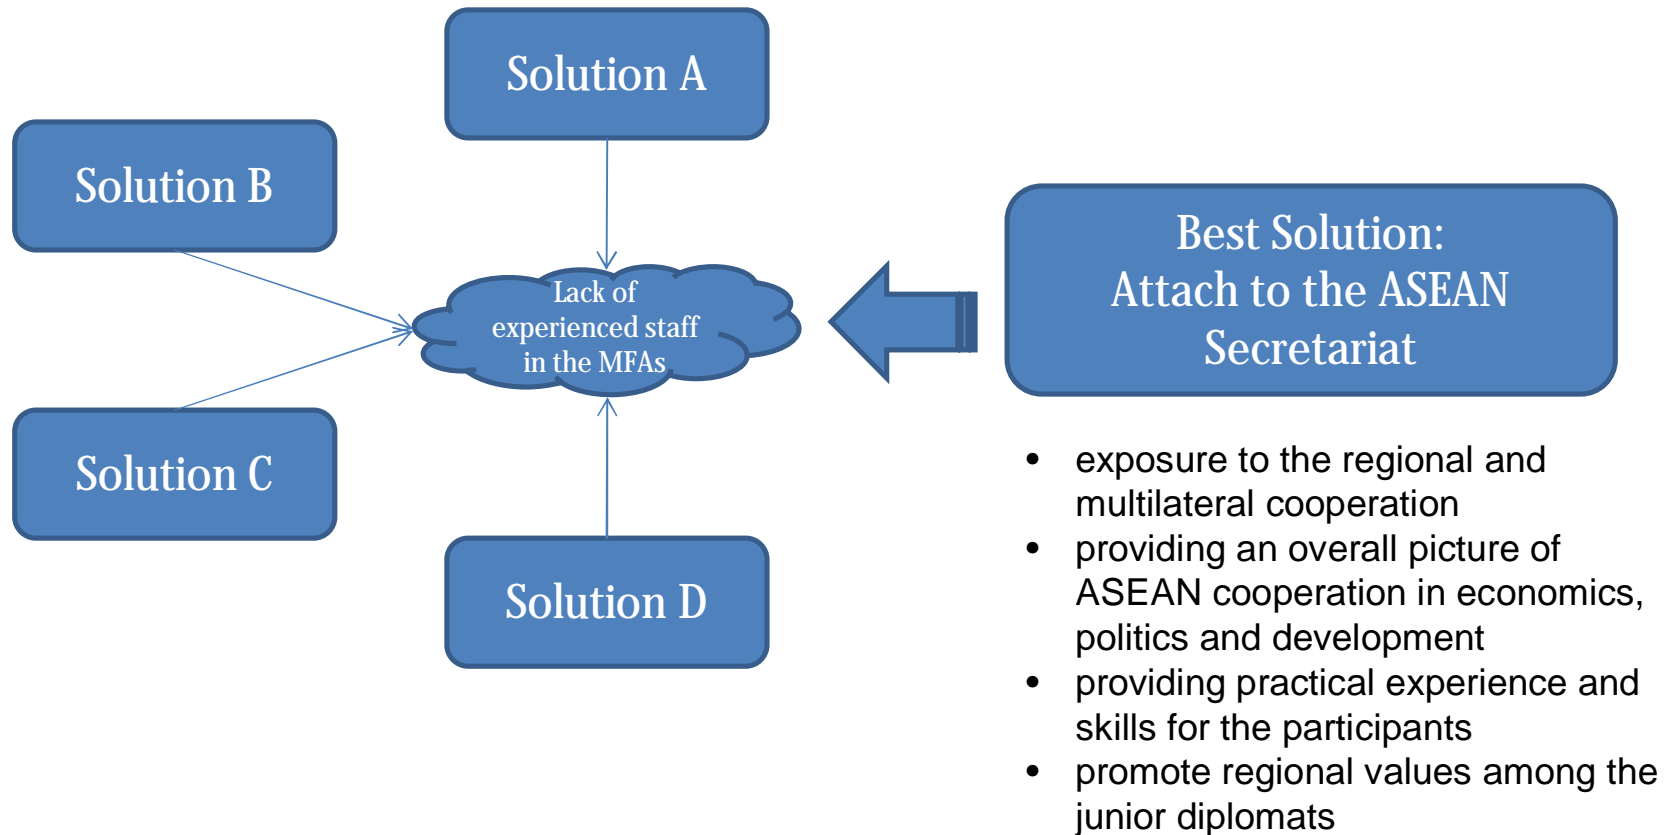 Solution A
Solution B
Lack of
experienced staff
in the MFAs
Solution C
Solution D
Best Solution:
Attach to the ASEAN
Secretariat
• exposure to the regional and
multilateral cooperation
• providing an overall picture of
ASEAN cooperation in economics,
politics and development
• providing practical experience and
skills for the participants
• promote regional values among the
junior diplomats